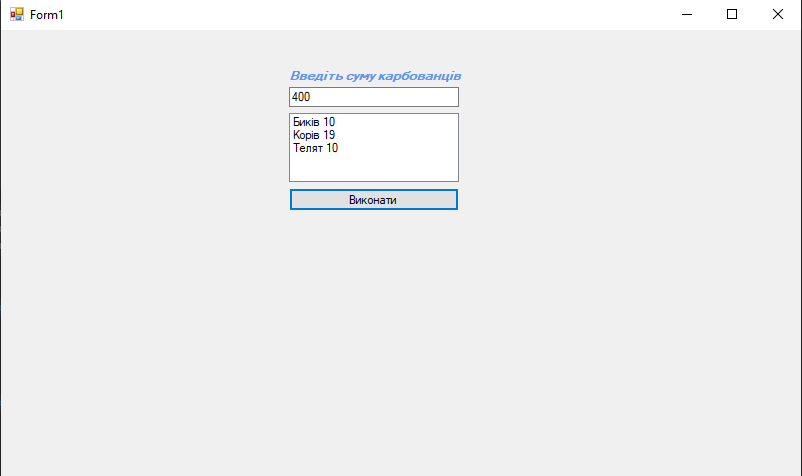 Form1
Введіть суму карбованців
400
Биків 10
Корів 19
Телят 10
Виконати